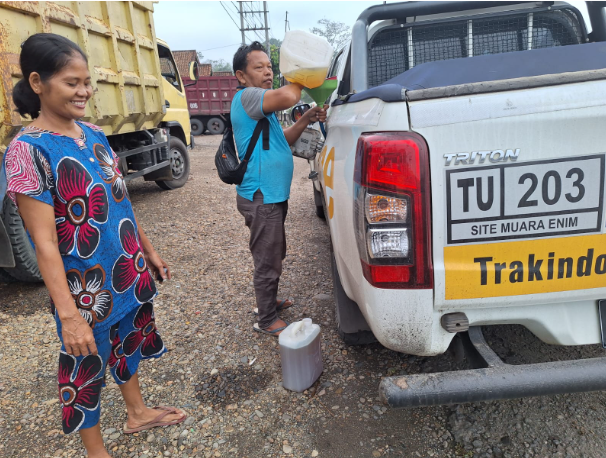 TRITON
TU 203
SITE MUARA ENIM
Trakindo